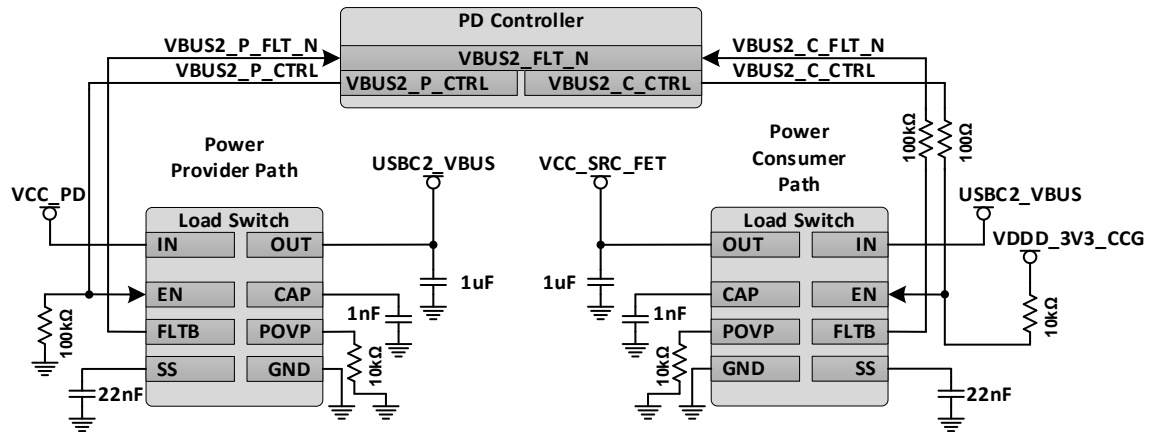 PD Controller
VBUS2_P_FLT_N
VBUS2_FLT_N
VBUS2_C_FLT_N
VBUS2_P_CTRL
VBUS2_P_CTRL
VBUS2_C_CTRL
VBUS2_C_CTRL
Power
Provider Path
USBC2_VBUS
VCC_SRC_FET
Power
Consumer
Path
100kΩ
100Ω
VCC_PD
USBC2_VBUS
VDDD_3V3_CCG
Load Switch
IN
OUT
EN
CAP
FLTB
POVP
SS
GND
100kΩ
22nF
1uF
1nF
10kΩ
Load Switch
OUT
IN
CAP
EN
POVP
FLTB
GND
SS
1uF
1nF
10kΩ
10kΩ
22nF